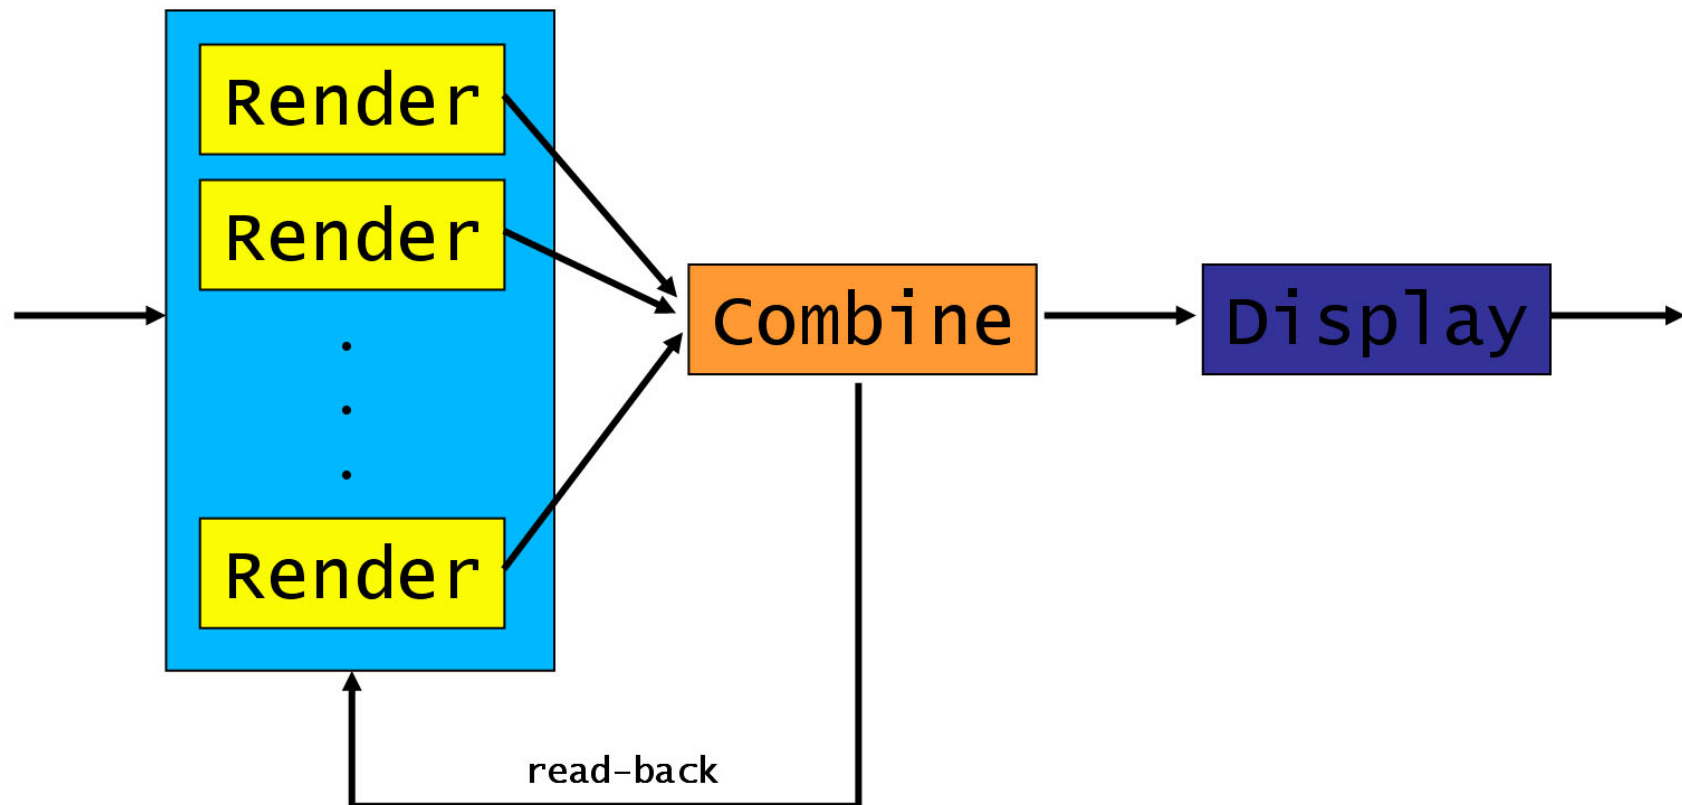 Render
Render
Combine
Display
Render
read-back